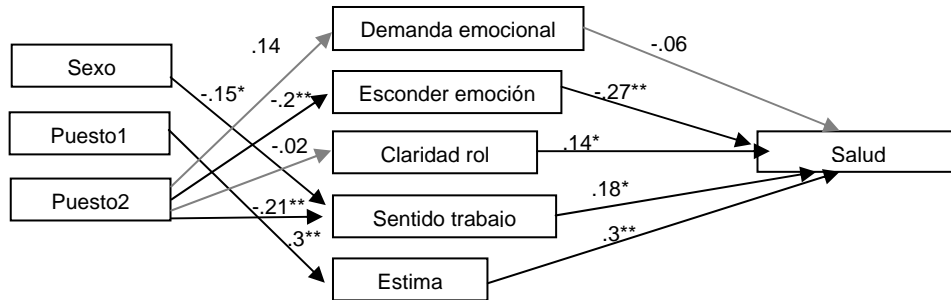 Demanda emocional
.14
-.06
Sexo
-.15*
-.2**
Esconder emoción
-.27**
Puesto1
-.02
Claridad rol
.14*
Salud
Puesto2
-.21**
Sentido trabajo
.18*
.3**
.3**
Estima